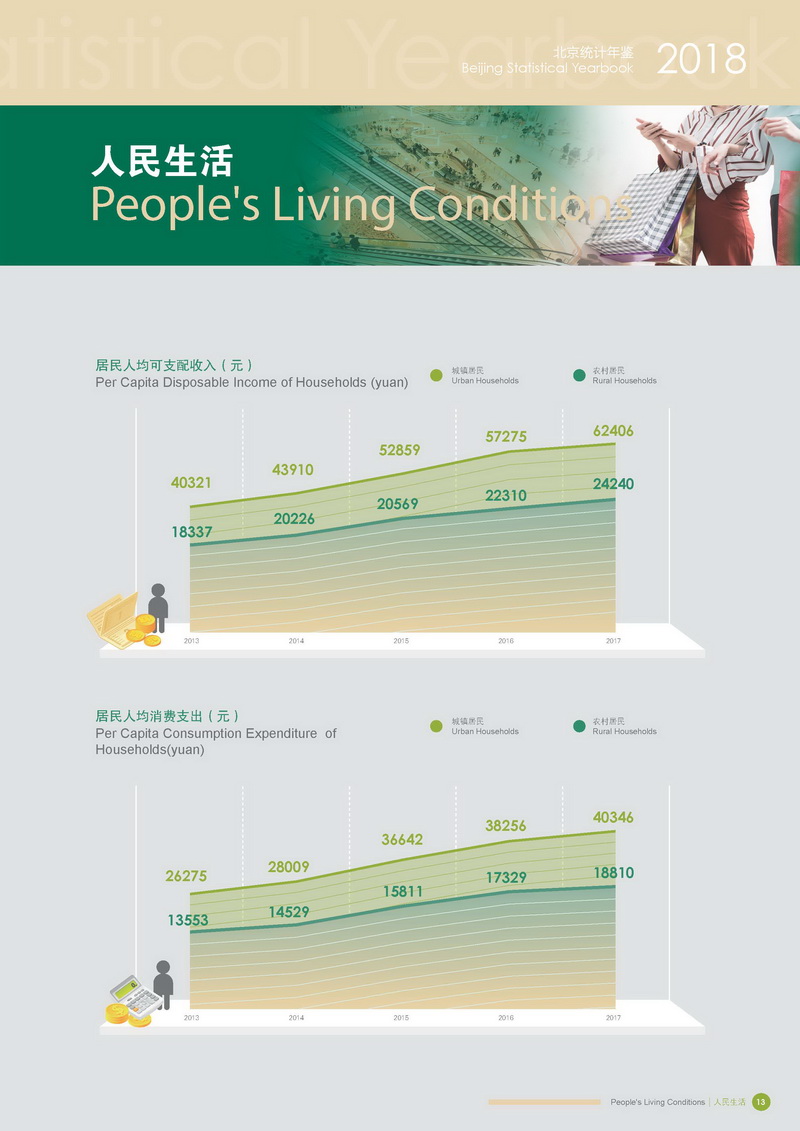 atistical Yearbook
北京统计年鉴
Beijing Statistical Yearbook
2018
人民生活
People's Living Conditions
居民人均可支配收入（元）
Per Capita Disposable Income of Households (yuan)
城镇居民
Urban Households
农村居民
Rural Households
62406
57275
52859
43910
40321
24240
22310
20569
20226
18337
2013 2014 2015 2016 2017
居民人均消费支出（元）
Per Capita Consumption Expenditure of
Households(yuan)
城镇居民
Urban Households
农村居民
Rural Households
40346
38256
36642
28009
26275
18810
17329
15811
14529
13553
2013 2014 2015 2016 2017
People's Living Conditions | 人民生活 13